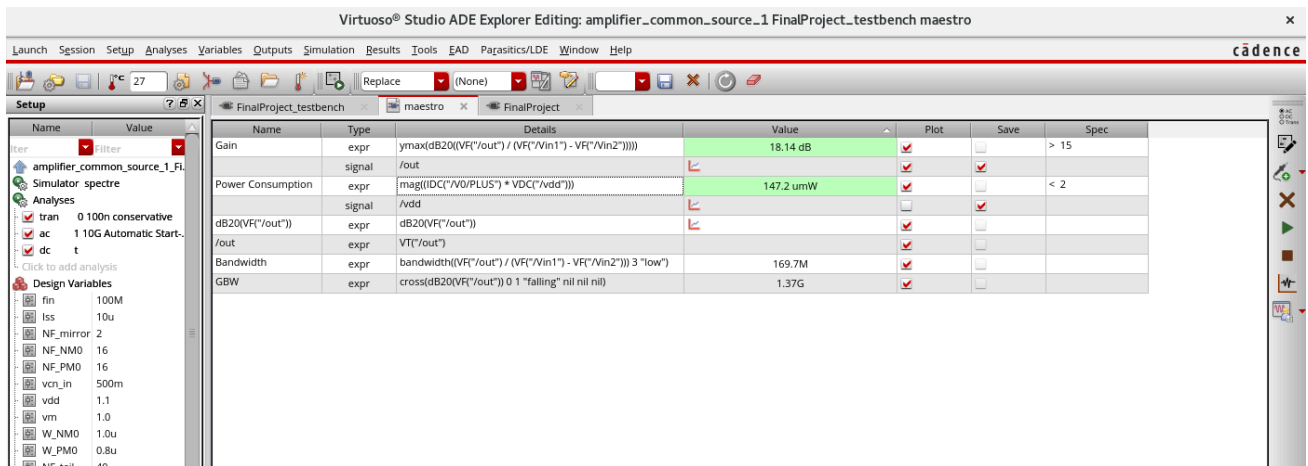 Virtuoso® Studio ADE Explorer Editing: amplifier_common_source_1 FinalProject_testbench maestro ×
Launch Session Setup Analyses Variables Outputs Simulation Results Tools EAD Parasitics/LDE Window Help cādence
27 Replace (None)
Setup ? FinalProject_testbench × maestro × FinalProject ×
Name Value Name Type Details Value Plot Save Spec
Filter Gain expr ymax(dB20((VF("/out") / (VF("/Vin1") - VF("/Vin2"))))) 18.14 dB > 15
amplifier_common_source_1_Fi. signal /out
Simulator spectre Power Consumption expr mag((IDC("/V0/PLUS") * VDC("/vdd"))) 147.2 umW < 2
Analyses signal /vdd
tran 0 100n conservative dB20(VF("/out")) expr dB20(VF("/out"))
ac 1 10G Automatic Start-. /out expr VT("/out")
dc t Bandwidth expr bandwidth((VF("/out") / (VF("/Vin1") - VF("/Vin2"))) 3 "low") 169.7M
Click to add analysis GBW expr cross(dB20(VF("/out")) 0 1 "falling" nil nil nil) 1.37G
Design Variables
fin 100M
Iss 10u
NF_mirror 2
NF_NM0 16
NF_PM0 16
vcn_in 500m
vdd 1.1
vm 1.0
W_NM0 1.0u
W_PM0 0.8u
AC
DC
Trans